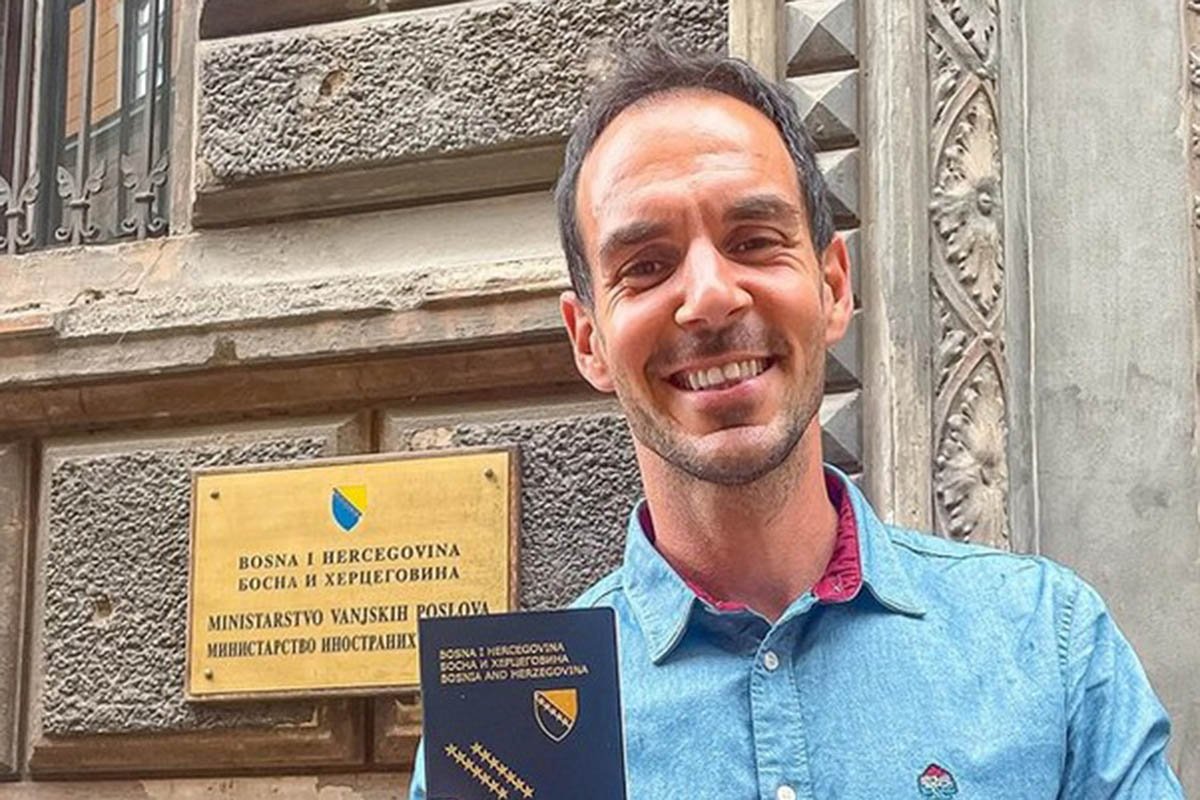 BOSNA I HERCEGOVINA
БОСНА И ХЕРЦЕГОВИНА
MINISTARSTVO VANJSKIH POSLOVA
МИНИСТАРСТВО ИНОСТРАНИХ
BOSNA I HERCEGOVINA
БОСНА И ХЕРЦЕГОВИНА
BOSNIA AND HERZEGOVINA